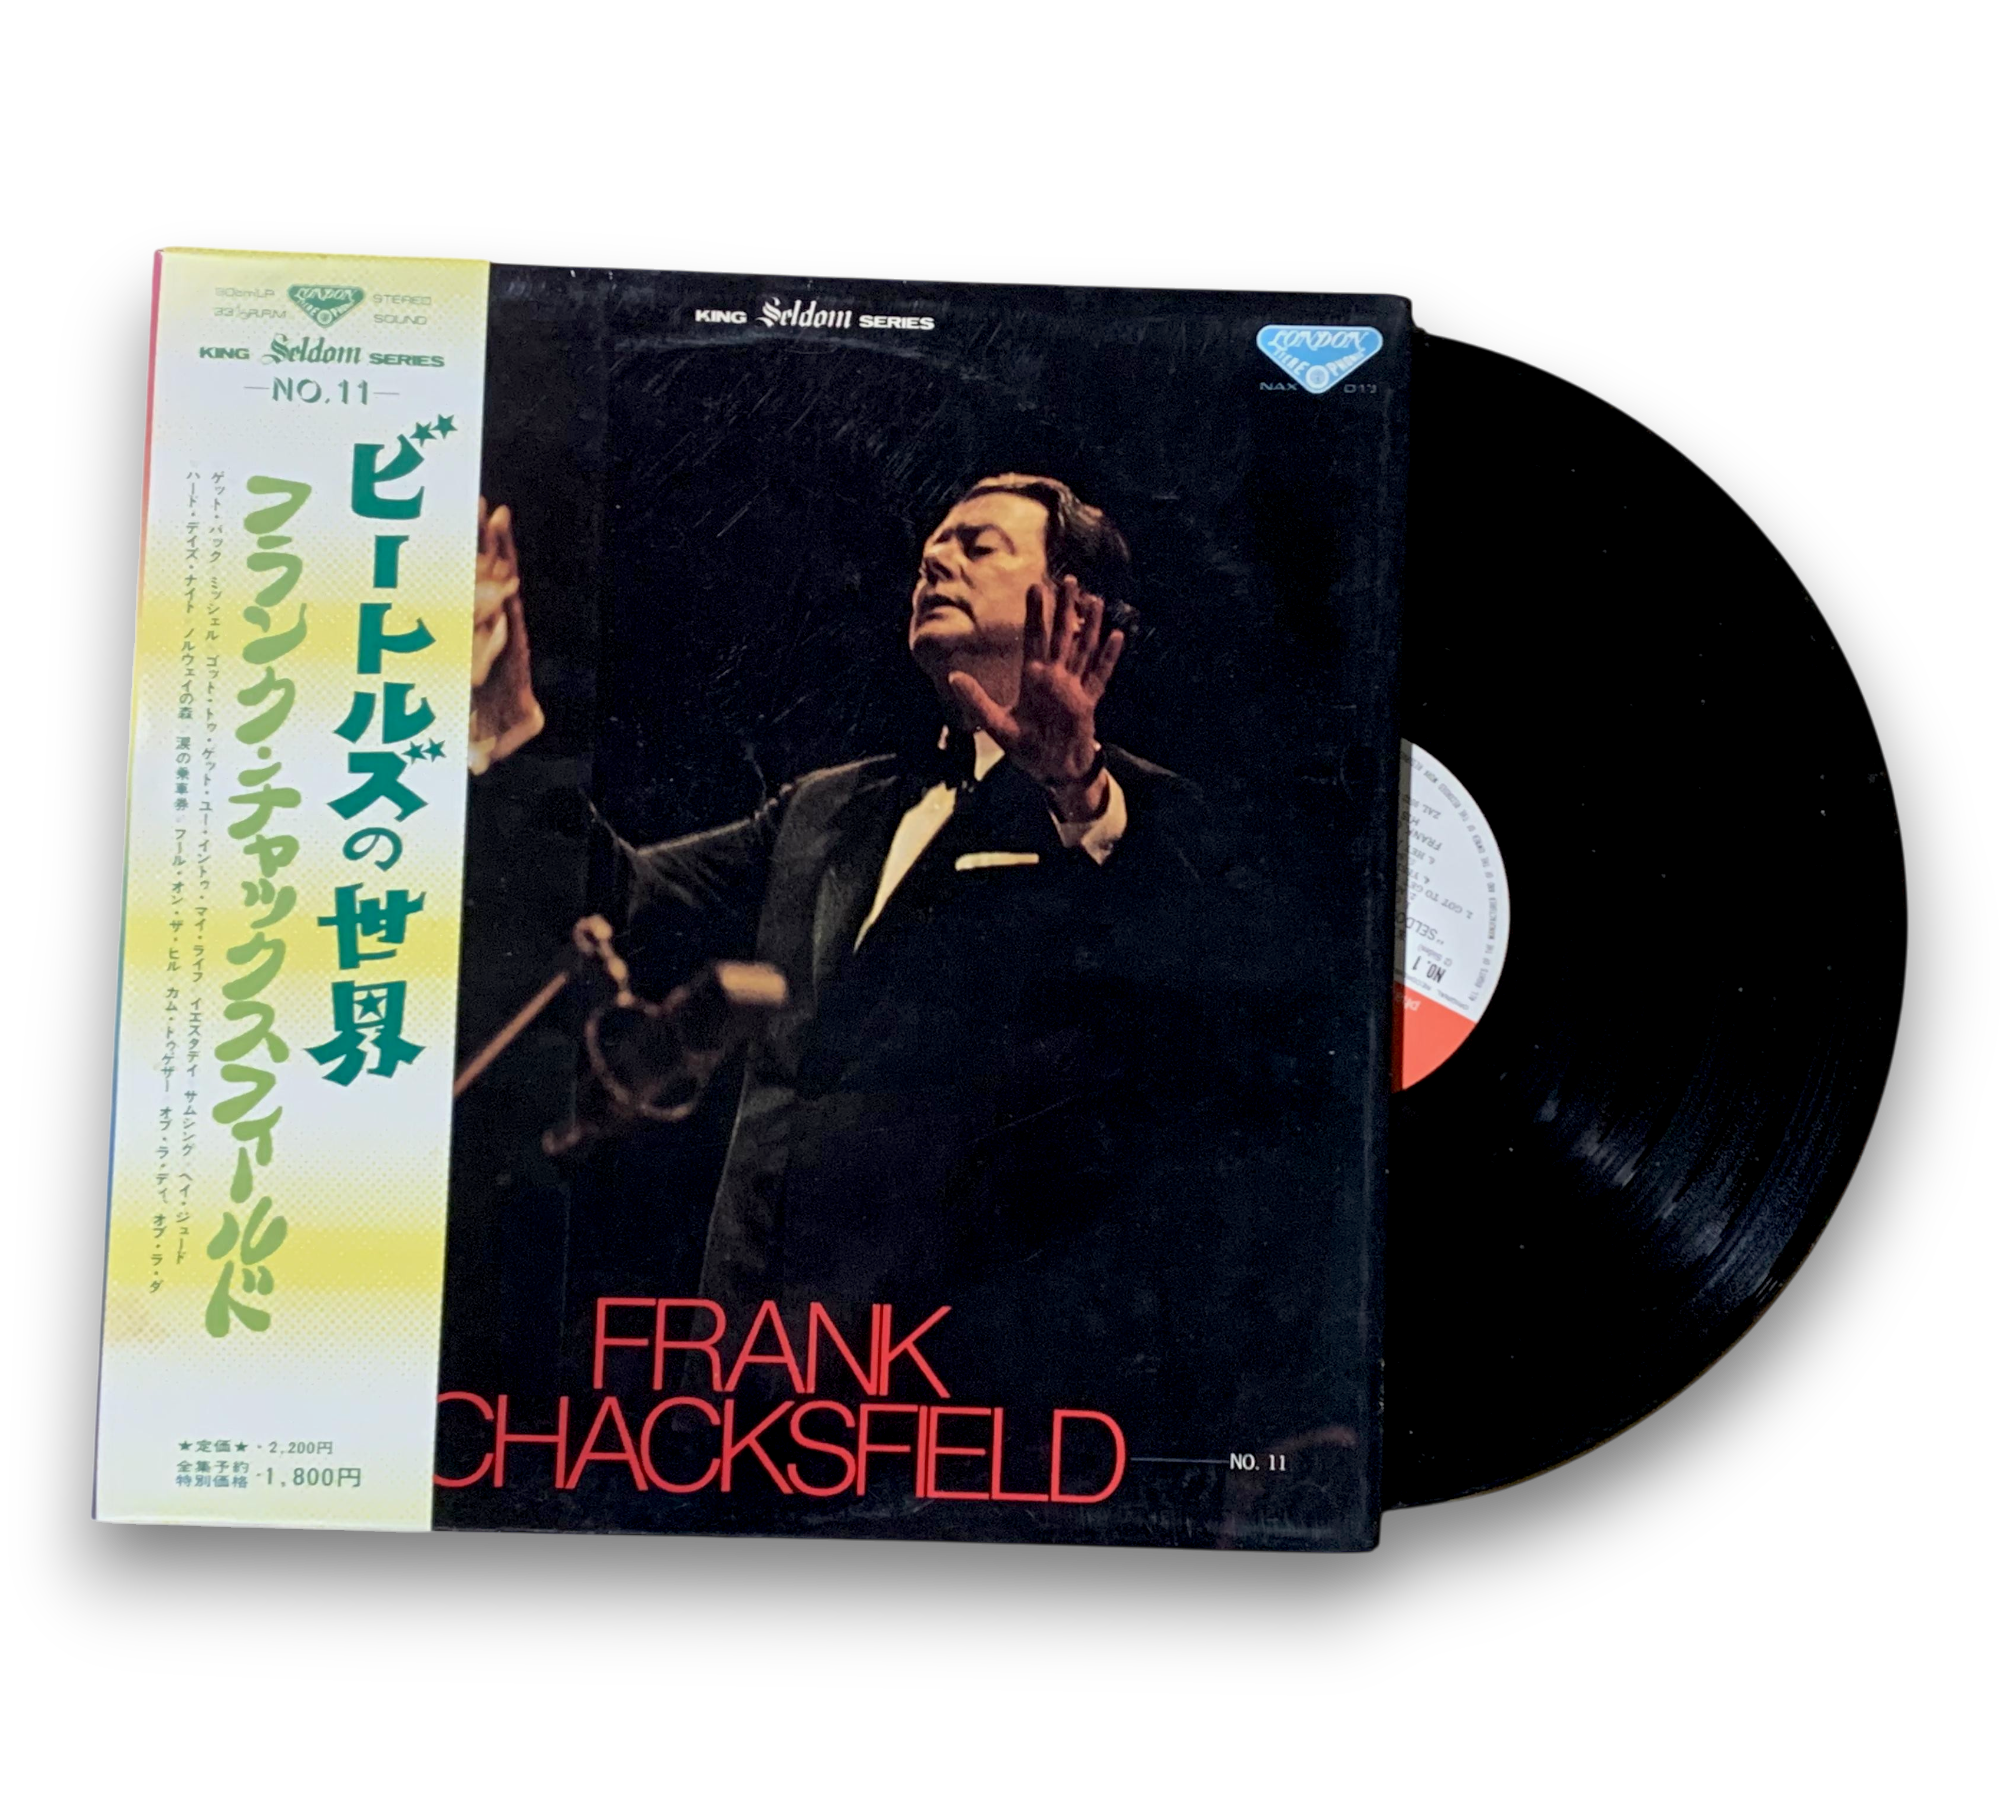 30cmLP
33⅓R.P.M
LONDON
STEREOPHONIC
STEREO
SOUND
KING Seldom SERIES
NO.11
ビートルズの世界
フランク・チャックスフィールド
ゲット・バック ミッシェル ゴット・トゥ・ゲット・ユー・イントゥ・マイ・ライフ イエスタデイ サムシング ヘイ・ジュード
ハード・デイズ・ナイト ノルウェイの森 涙の乗車券 フール・オン・ザ・ヒル カム・トゥゲザー オブ・ラ・ディ、オブ・ラ・ダ
★定価★・2,200円
全集予約
特別価格・1,800円
KING Seldom SERIES
LONDON
STEREOPHONIC
NAX
FRANK
CHACKSFIELD
NO. 11
2. GOT TO GE
"SELDO
NO. 1